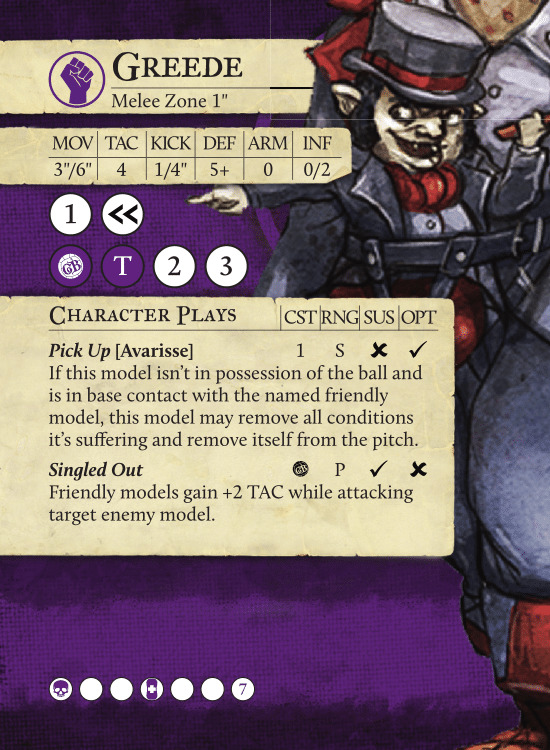 Greede
Melee Zone 1"
MOV TAC KICK DEF ARM INF
3"/6" 4 1/4" 5+ 0 0/2
1 <<
GB T 2 3
Character Plays CST RNG SUS OPT
Pick Up [Avarisse] 1 S ✘ ✓
If this model isn't in possession of the ball and
is in base contact with the named friendly
model, this model may remove all conditions
it's suffering and remove itself from the pitch.
Singled Out GB P ✓ ✘
Friendly models gain +2 TAC while attacking
target enemy model.
7